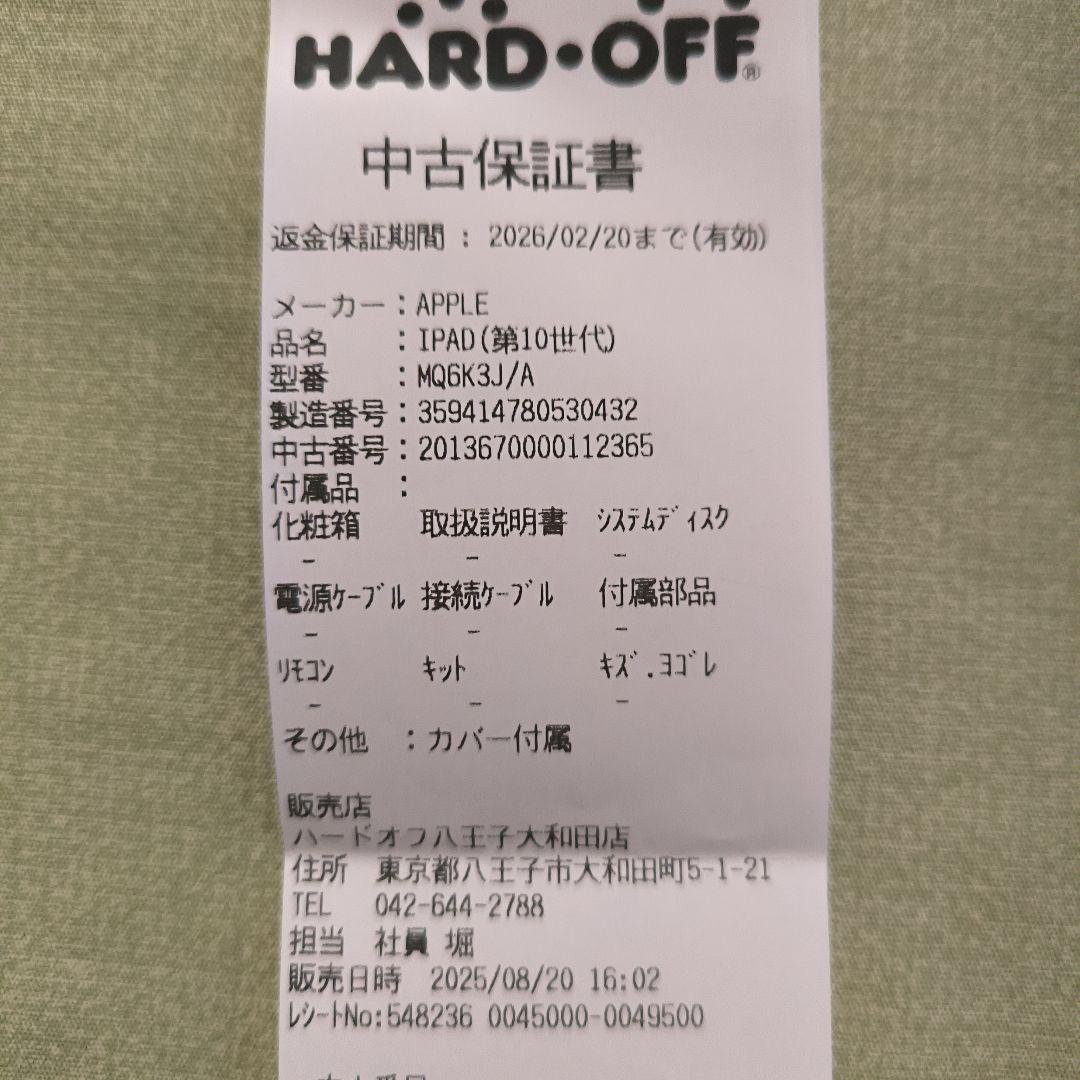 HARD・OFF®
中古保証書
返金保証期間 : 2026/02/20まで(有効)
メーカー:APPLE
品名 :IPAD(第10世代)
型番 :MQ6K3J/A
製造番号:359414780530432
中古番号:2013670000112365
付属品 :
化粧箱 取扱説明書 システムディスク
- - -
電源ケーブル 接続ケーブル 付属部品
- - -
リモコン キット キズ.ヨゴレ
- - -
その他 :カバー付属
販売店
ハードオフ八王子大和田店
住所 東京都八王子市大和田町5-1-21
TEL 042-644-2788
担当 社員 堀
販売日時 2025/08/20 16:02
レシートNo:548236 0045000-0049500